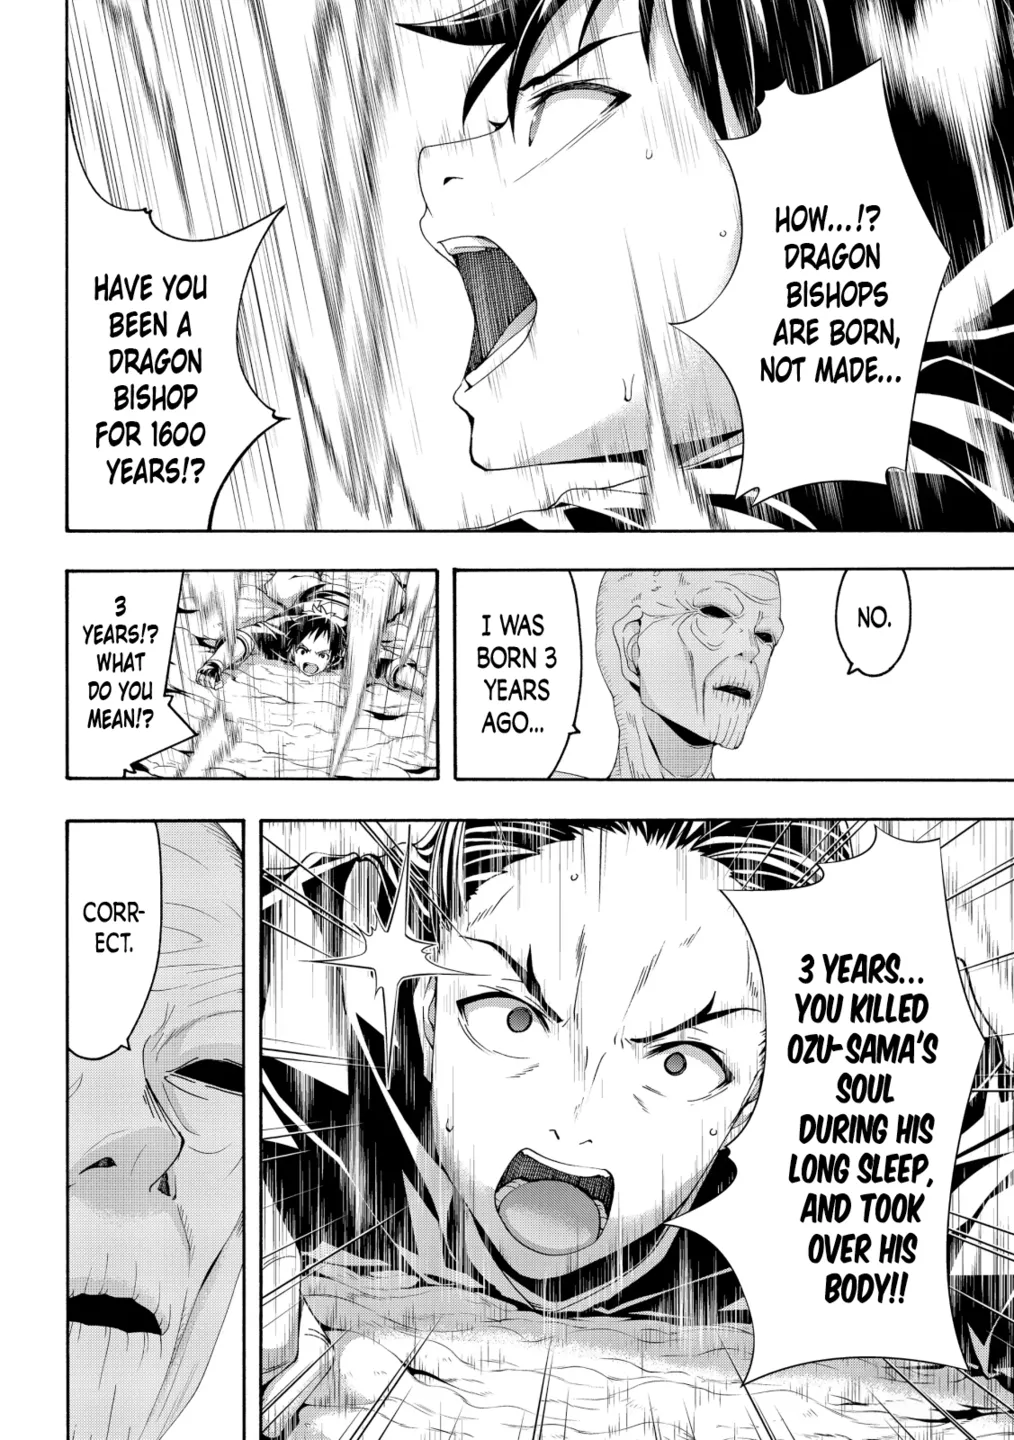 HOW...!?
DRAGON
BISHOPS
ARE BORN,
NOT MADE...
HAVE YOU
BEEN A
DRAGON
BISHOP
FOR 1600
YEARS!?
NO.
I WAS
BORN 3
YEARS
AGO...
3
YEARS!?
WHAT
DO YOU
MEAN!?
3 YEARS...
YOU KILLED
OZU-SAMA'S
SOUL
DURING HIS
LONG SLEEP,
AND TOOK
OVER HIS
BODY!!
CORR-
ECT.